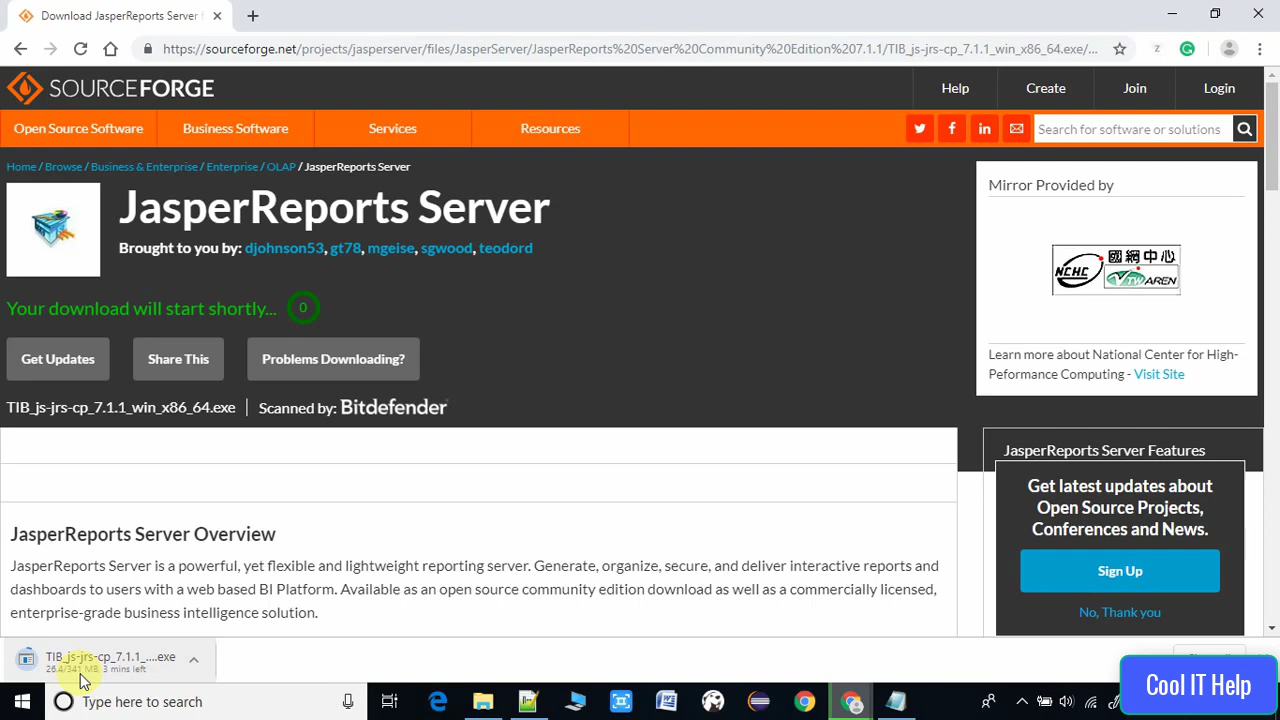 Download JasperReports Server f
https://sourceforge.net/projects/jasperserver/files/JasperServer/JasperReports%20Server%20Community%20Edition%207.1.1/TIB_js-jrs-cp_7.1.1_win_x86_64.exe/...
SOURCEFORGE
Help
Create
Join
Login
Open Source Software
Business Software
Services
Resources
Search for software or solutions
Home / Browse / Business & Enterprise / Enterprise / OLAP / JasperReports Server
JasperReports Server
Brought to you by: djohnson53, gt78, mgeise, sgwood, teodord
Your download will start shortly... 0
Get Updates
Share This
Problems Downloading?
TIB_js-jrs-cp_7.1.1_win_x86_64.exe
Scanned by: Bitdefender
Mirror Provided by
NCHC
國網中心
TWAREN
Learn more about National Center for High-
Peformance Computing - Visit Site
JasperReports Server Features
Get latest updates about
Open Source Projects,
Conferences and News.
Sign Up
No, Thank you
JasperReports Server Overview
JasperReports Server is a powerful, yet flexible and lightweight reporting server. Generate, organize, secure, and deliver interactive reports and
dashboards to users with a web based BI Platform. Available as an open source community edition download as well as a commercially licensed,
enterprise-grade business intelligence solution.
TIB_js-jrs-cp_7.1.1_....exe
26.4/341 MB, 3 mins left
Type here to search
Cool IT Help